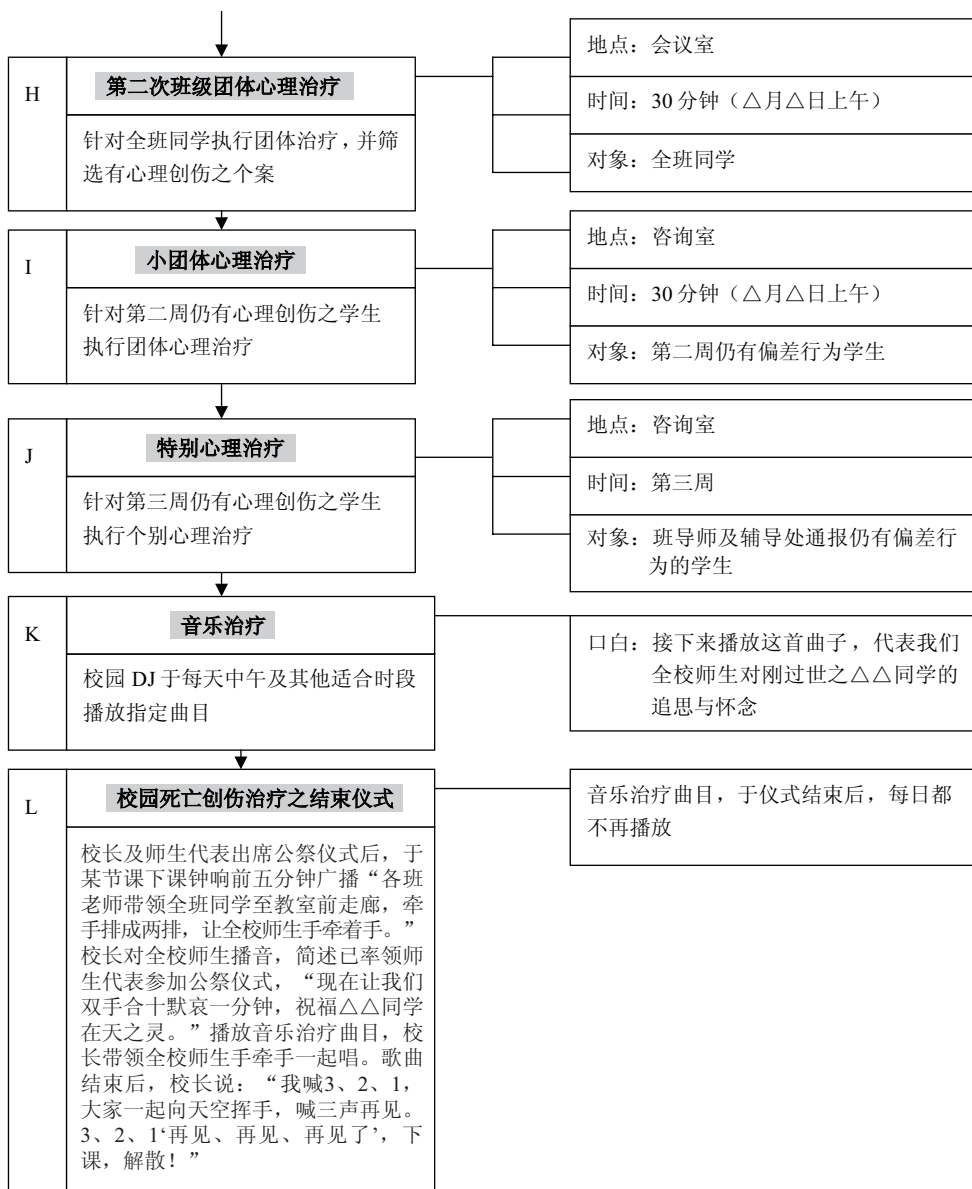 H
第二次班级团体心理治疗
针对全班同学执行团体治疗，并筛
选有心理创伤之个案
地点：会议室
时间：30分钟（△月△日上午）
对象：全班同学
I
小团体心理治疗
针对第二周仍有心理创伤之学生
执行团体心理治疗
地点：咨询室
时间：30分钟（△月△日上午）
对象：第二周仍有偏差行为学生
J
特别心理治疗
针对第三周仍有心理创伤之学生
执行个别心理治疗
地点：咨询室
时间：第三周
对象：班导师及辅导处通报仍有偏差行
为的学生
K
音乐治疗
校园 DJ 于每天中午及其他适合时段
播放指定曲目
口白：接下来播放这首曲子，代表我们
全校师生对刚过世之△△同学的
追思与怀念
L
校园死亡创伤治疗之结束仪式
校长及师生代表出席公祭仪式后，于
某节课下课钟响前五分钟广播“各班
老师带领全班同学至教室前走廊，牵
手排成两排，让全校师生手牵着手。”
校长对全校师生播音，简述已率领师
生代表参加公祭仪式，“现在让我们
双手合十默哀一分钟，祝福△△同学
在天之灵。”播放音乐治疗曲目，校
长带领全校师生手牵手一起唱。歌曲
结束后，校长说：“我喊3、2、1，
大家一起向天空挥手，喊三声再见。
3、2、1‘再见、再见、再见了’，下
课，解散！”
音乐治疗曲目，于仪式结束后，每日都
不再播放